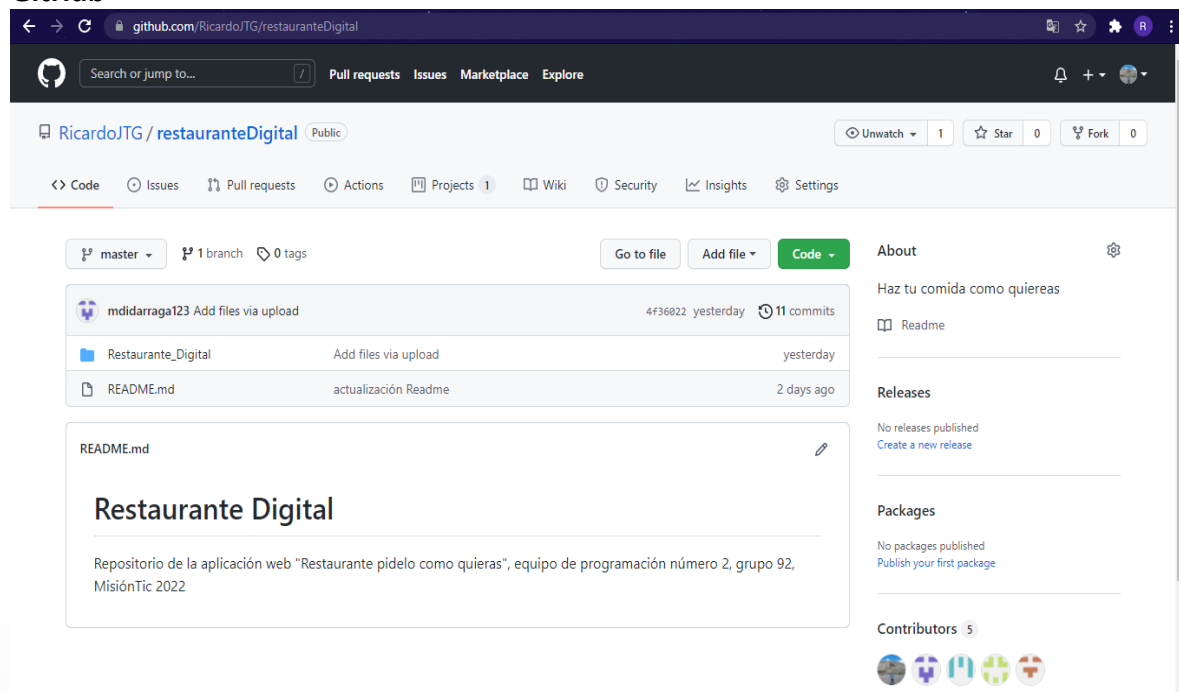 GitHub
github.com/RicardoJTG/restauranteDigital
R
Search or jump to... / Pull requests Issues Marketplace Explore
RicardoJTG / restauranteDigital Public
Unwatch 1 Star 0 Fork 0
Code Issues Pull requests Actions Projects 1 Wiki Security Insights Settings
master 1 branch 0 tags Go to file Add file Code
mdidarraga123 Add files via upload 4f36022 yesterday 11 commits
Restaurante_Digital Add files via upload yesterday
README.md actualización Readme 2 days ago
README.md
Restaurante Digital
Repositorio de la aplicación web "Restaurante pidelo como quieras", equipo de programación número 2, grupo 92,
MisiónTic 2022
About
Haz tu comida como quiereas
Readme
Releases
No releases published
Create a new release
Packages
No packages published
Publish your first package
Contributors 5